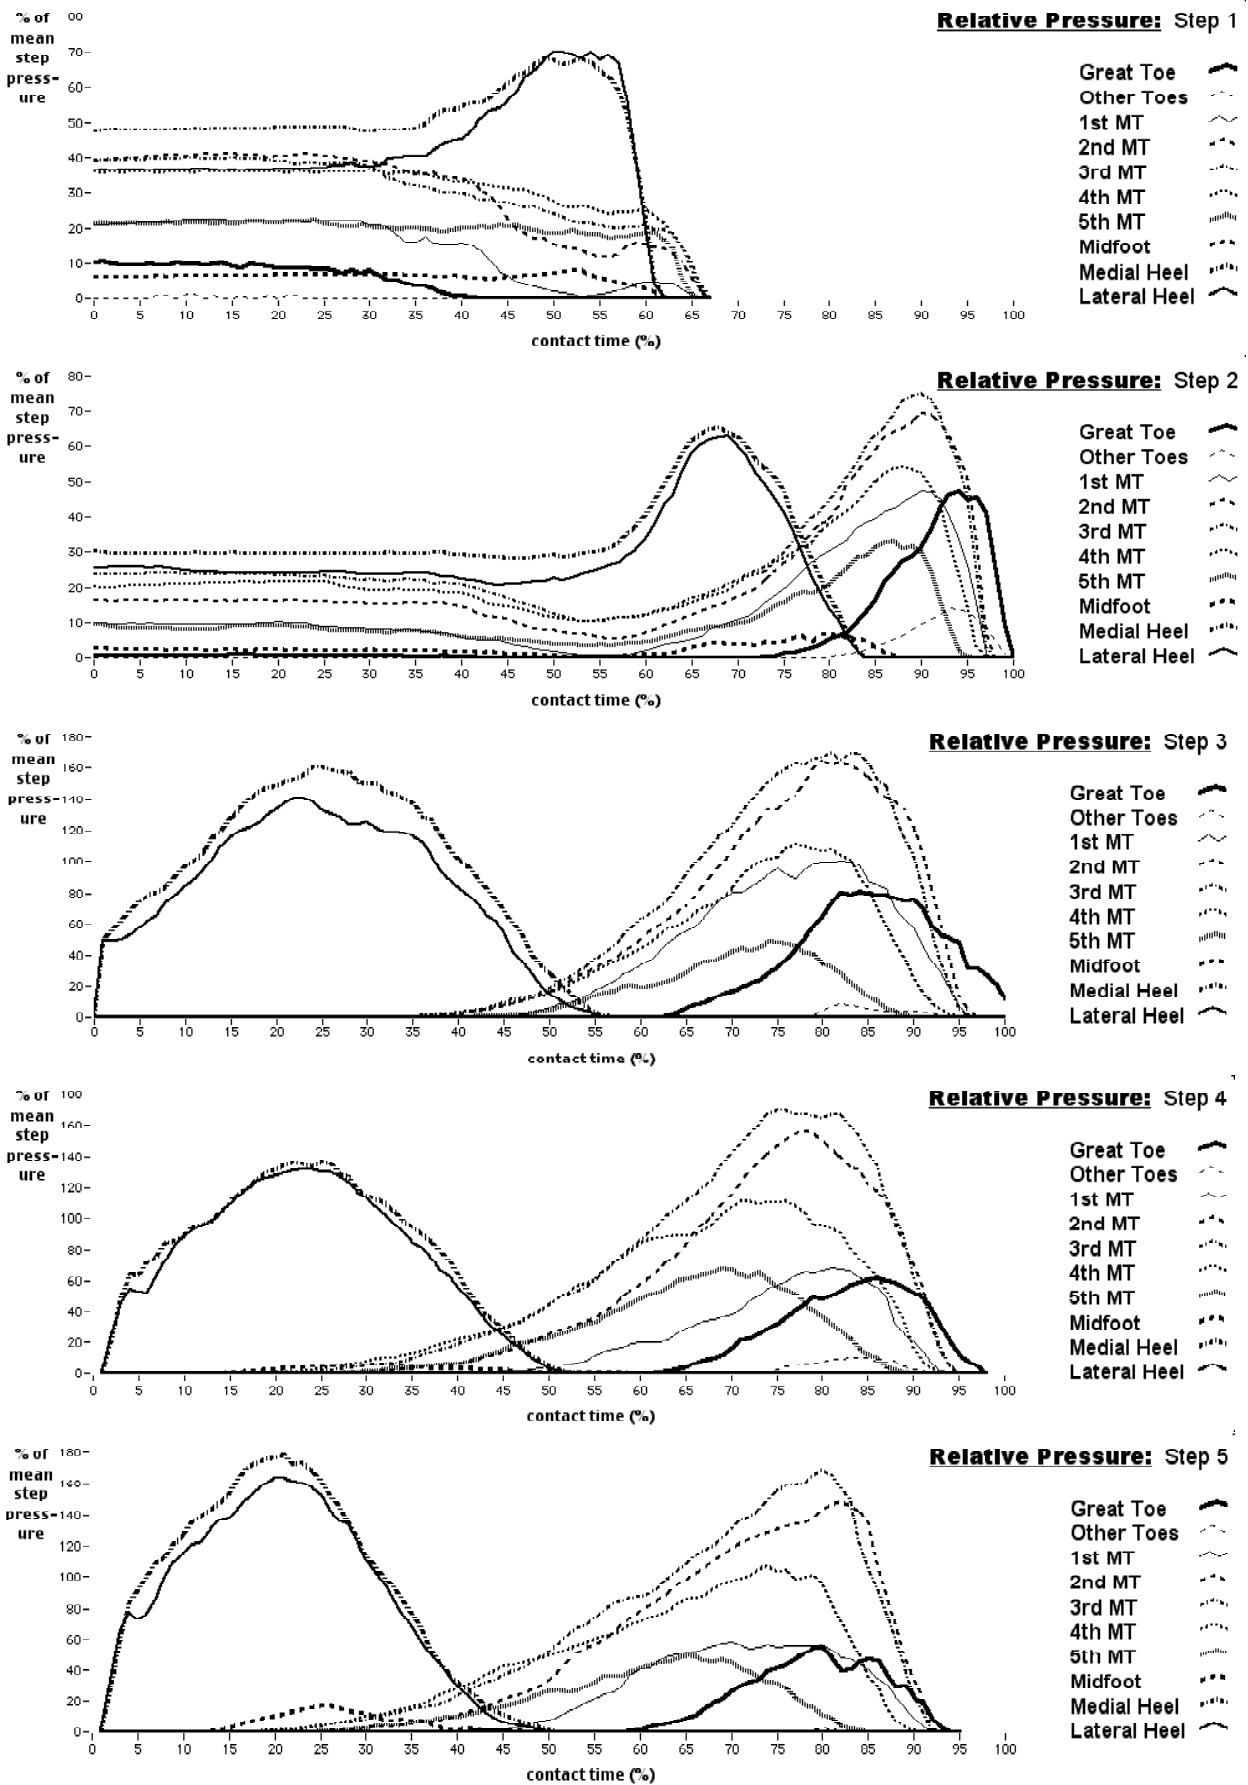 % of mean step press- ure
00
70
60
50
40
30
20
10
0
Relative Pressure: Step 1
Great Toe
Other Toes
1st MT
2nd MT
3rd MT
4th MT
5th MT
Midfoot
Medial Heel
Lateral Heel
0 5 10 15 20 25 30 35 40 45 50 55 60 65 70 75 80 85 90 95 100
contact time (%)
% of mean step press- ure
80
70
60
50
40
30
20
10
0
Relative Pressure: Step 2
Great Toe
Other Toes
1st MT
2nd MT
3rd MT
4th MT
5th MT
Midfoot
Medial Heel
Lateral Heel
0 5 10 15 20 25 30 35 40 45 50 55 60 65 70 75 80 85 90 95 100
contact time (%)
% of mean step press- ure
180
160
140
120
100
80
60
40
20
0
Relative Pressure: Step 3
Great Toe
Other Toes
1st MT
2nd MT
3rd MT
4th MT
5th MT
Midfoot
Medial Heel
Lateral Heel
0 5 10 15 20 25 30 35 40 45 50 55 60 65 70 75 80 85 90 95 100
contact time (%)
% of mean step press- ure
100
160
140
120
100
80
60
40
20
0
Relative Pressure: Step 4
Great Toe
Other Toes
1st MT
2nd MT
3rd MT
4th MT
5th MT
Midfoot
Medial Heel
Lateral Heel
0 5 10 15 20 25 30 35 40 45 50 55 60 65 70 75 80 85 90 95 100
contact time (%)
% of mean step press- ure
180
160
140
120
100
80
60
40
20
0
Relative Pressure: Step 5
Great Toe
Other Toes
1st MT
2nd MT
3rd MT
4th MT
5th MT
Midfoot
Medial Heel
Lateral Heel
0 5 10 15 20 25 30 35 40 45 50 55 60 65 70 75 80 85 90 95 100
contact time (%)